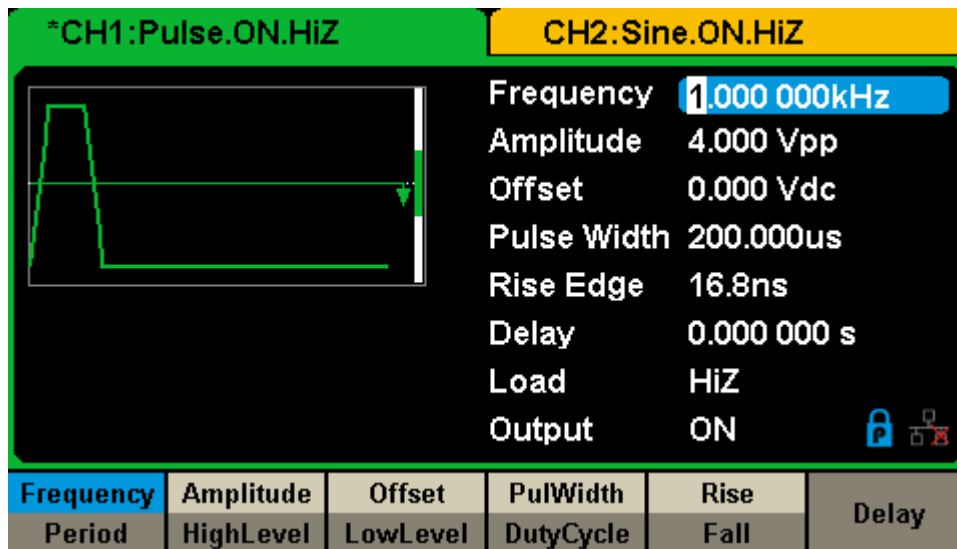 *CH1:Pulse.ON.HiZ
CH2:Sine.ON.HiZ
Frequency 1.000 000kHz
Amplitude 4.000 Vpp
Offset 0.000 Vdc
Pulse Width 200.000us
Rise Edge 16.8ns
Delay 0.000 000 s
Load HiZ
Output ON
P
Frequency Amplitude Offset PulWidth Rise Delay
Period HighLevel LowLevel DutyCycle Fall